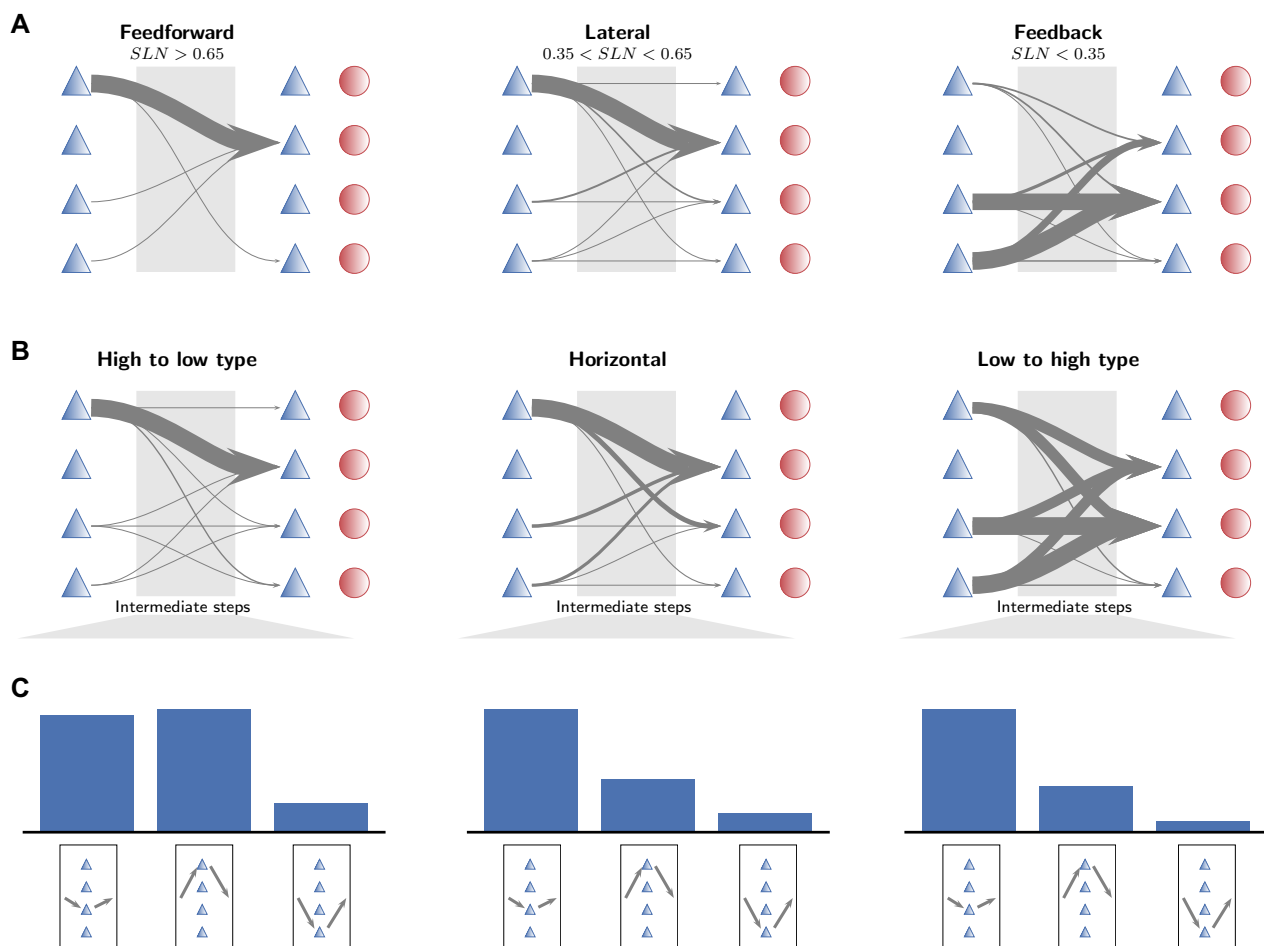 A
Feedforward
SLN > 0.65
Lateral
0.35 < SLN < 0.65
Feedback
SLN < 0.35
B
High to low type
Horizontal
Low to high type
Intermediate steps
Intermediate steps
Intermediate steps
C